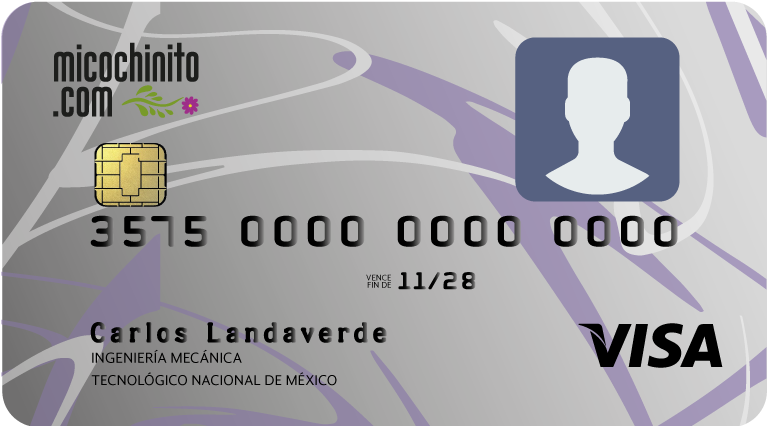 micochinito
.com
3575 0000 0000 0000
VENCE
FIN DE 11/28
Carlos Landaverde
INGENIERÍA MECÁNICA
TECNOLÓGICO NACIONAL DE MÉXICO
VISA